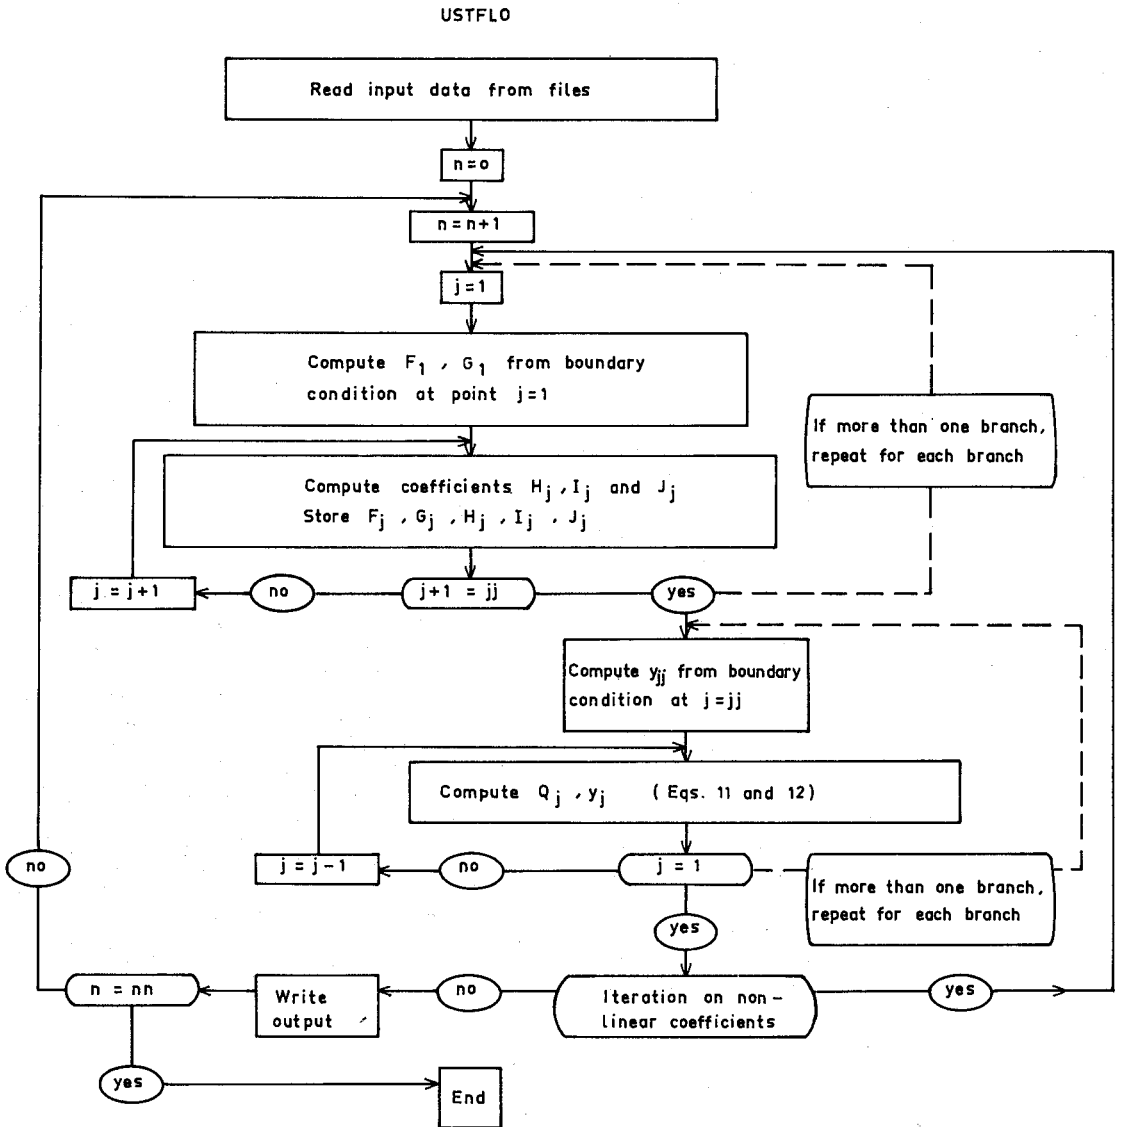 USTFLO
Read input data from files
n=o
n=n+1
j=1
Compute F1 , G1 from boundary
condition at point j=1
If more than one branch,
repeat for each branch
Compute coefficients Hj , Ij and Jj
Store Fj , Gj , Hj , Ij , Jj
j = j+1
no
j+1 = jj
yes
Compute yjj from boundary
condition at j=jj
Compute Qj , yj (Eqs. 11 and 12)
no
j = j-1
no
j = 1
If more than one branch,
repeat for each branch
yes
n = nn
Write
output
no
Iteration on non-
linear coefficients
yes
yes
End